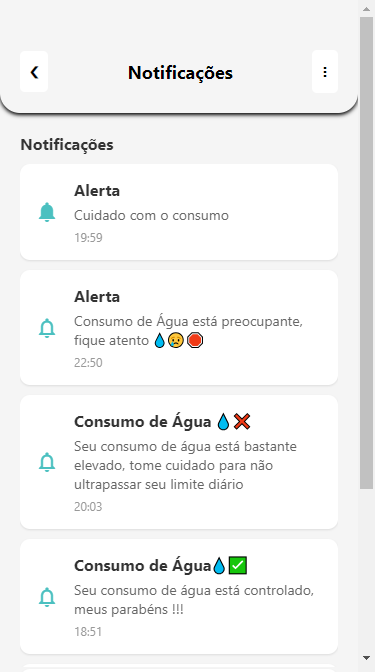 Notificações
Notificações
Alerta
Cuidado com o consumo
19:59
Alerta
Consumo de Água está preocupante,
fique atento 💧😢🛑
22:50
Consumo de Água 💧❌
Seu consumo de água está bastante
elevado, tome cuidado para não
ultrapassar seu limite diário
20:03
Consumo de Água💧✅
Seu consumo de água está controlado,
meus parabéns !!!
18:51